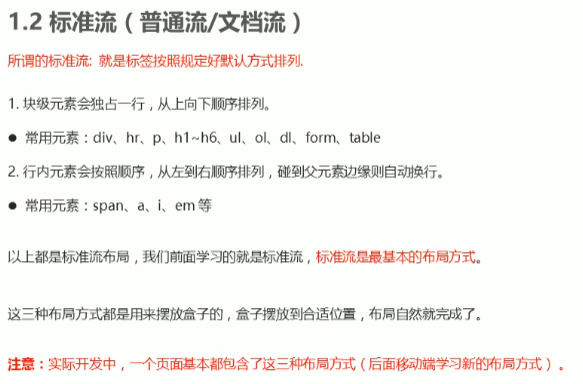 1.2 标准流（普通流/文档流）
所谓的标准流: 就是标签按照规定好默认方式排列.
1. 块级元素会独占一行，从上向下顺序排列。
● 常用元素：div、hr、p、h1~h6、ul、ol、dl、form、table
2. 行内元素会按照顺序，从左到右顺序排列，碰到父元素边缘则自动换行。
● 常用元素：span、a、i、em 等
以上都是标准流布局，我们前面学习的就是标准流，标准流是最基本的布局方式。
这三种布局方式都是用来摆放盒子的，盒子摆放到合适位置，布局自然就完成了。
注意：实际开发中，一个页面基本都包含了这三种布局方式（后面移动端学习新的布局方式）。